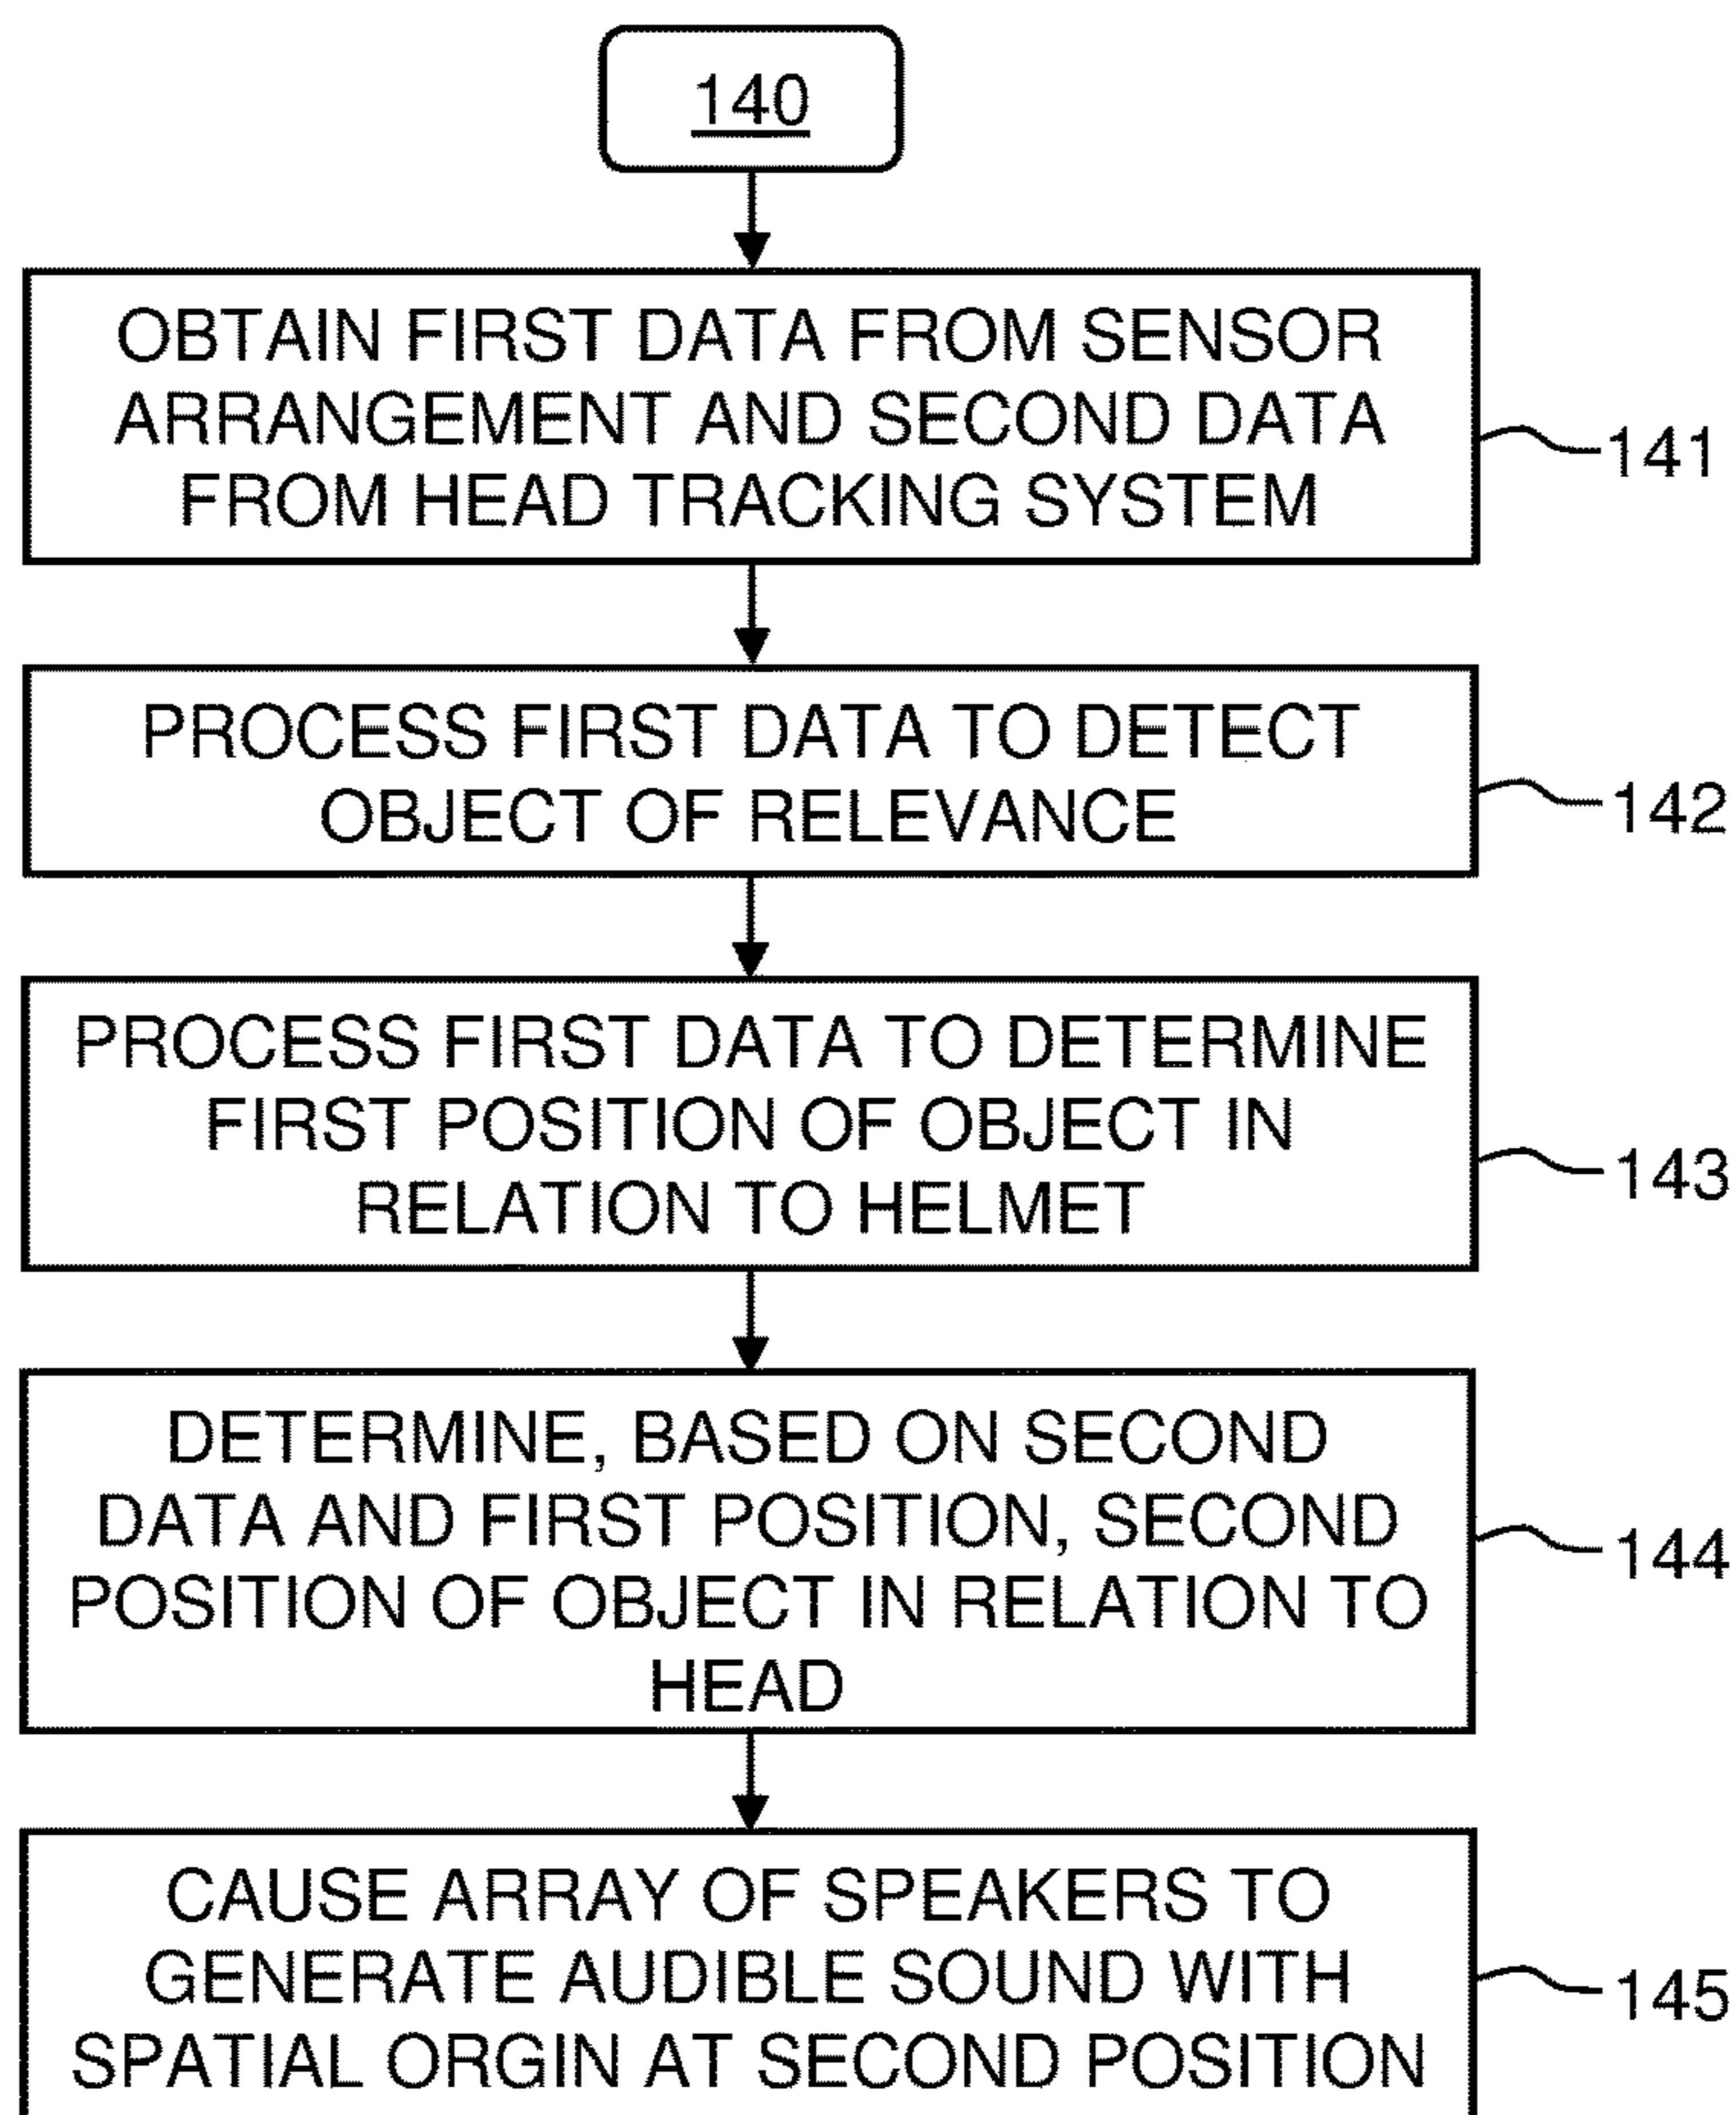 140
OBTAIN FIRST DATA FROM SENSOR
ARRANGEMENT AND SECOND DATA
FROM HEAD TRACKING SYSTEM
141
PROCESS FIRST DATA TO DETECT
OBJECT OF RELEVANCE
142
PROCESS FIRST DATA TO DETERMINE
FIRST POSITION OF OBJECT IN
RELATION TO HELMET
143
DETERMINE, BASED ON SECOND
DATA AND FIRST POSITION, SECOND
POSITION OF OBJECT IN RELATION TO
HEAD
144
CAUSE ARRAY OF SPEAKERS TO
GENERATE AUDIBLE SOUND WITH
SPATIAL ORGIN AT SECOND POSITION
145